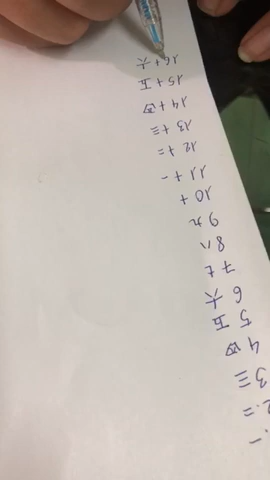 . 一
2. 二
3 三
4 四
5 五
6 六
7 七
8 八
9 九
10 十
11 十一
12 十二
13 十三
14 十四
15 十五
16 十六